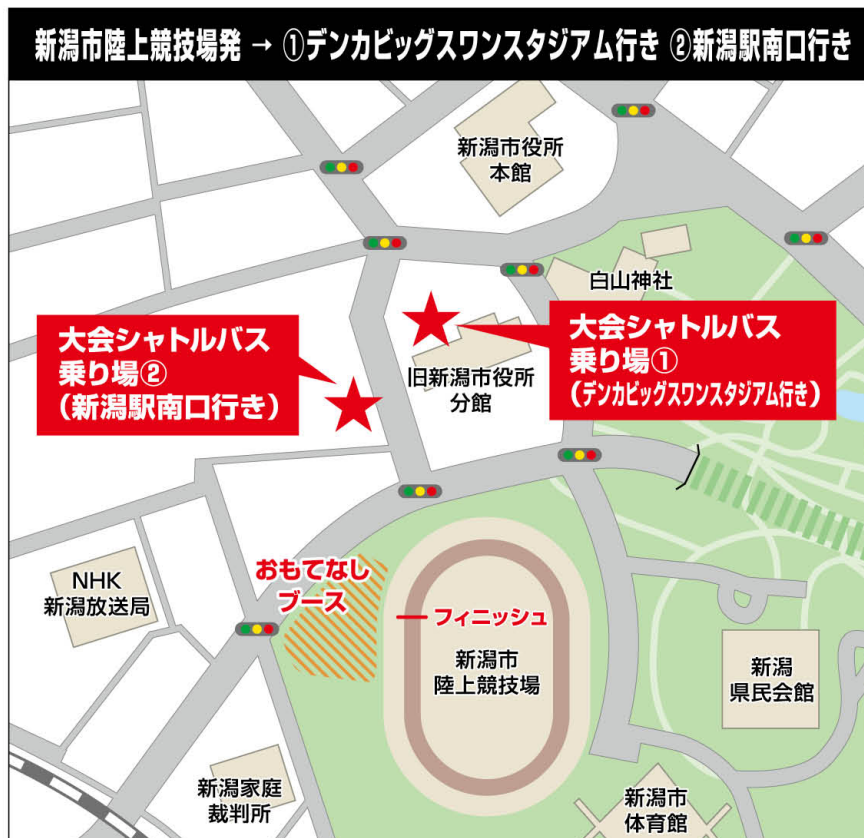 新潟市陸上競技場発 → ①デンカビッグスワンスタジアム行き ②新潟駅南口行き
新潟市役所
本館
白山神社
大会シャトルバス
乗り場①
(デンカビッグスワンスタジアム行き)
大会シャトルバス
乗り場②
(新潟駅南口行き)
旧新潟市役所
分館
おもてなし
ブース
NHK
新潟放送局
フィニッシュ
新潟市
陸上競技場
新潟
県民会館
新潟家庭
裁判所
新潟市
体育館